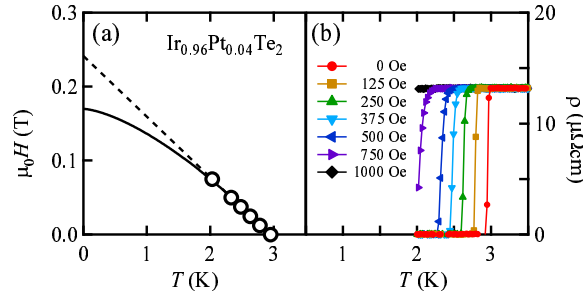 (a)
Ir0.96Pt0.04Te2
0.3
0.2
0.1
0.0
μ0H (T)
0
1
2
3
T (K)
(b)
0 Oe
125 Oe
250 Oe
375 Oe
500 Oe
750 Oe
1000 Oe
1
2
3
T (K)
20
10
0
ρ (μΩcm)